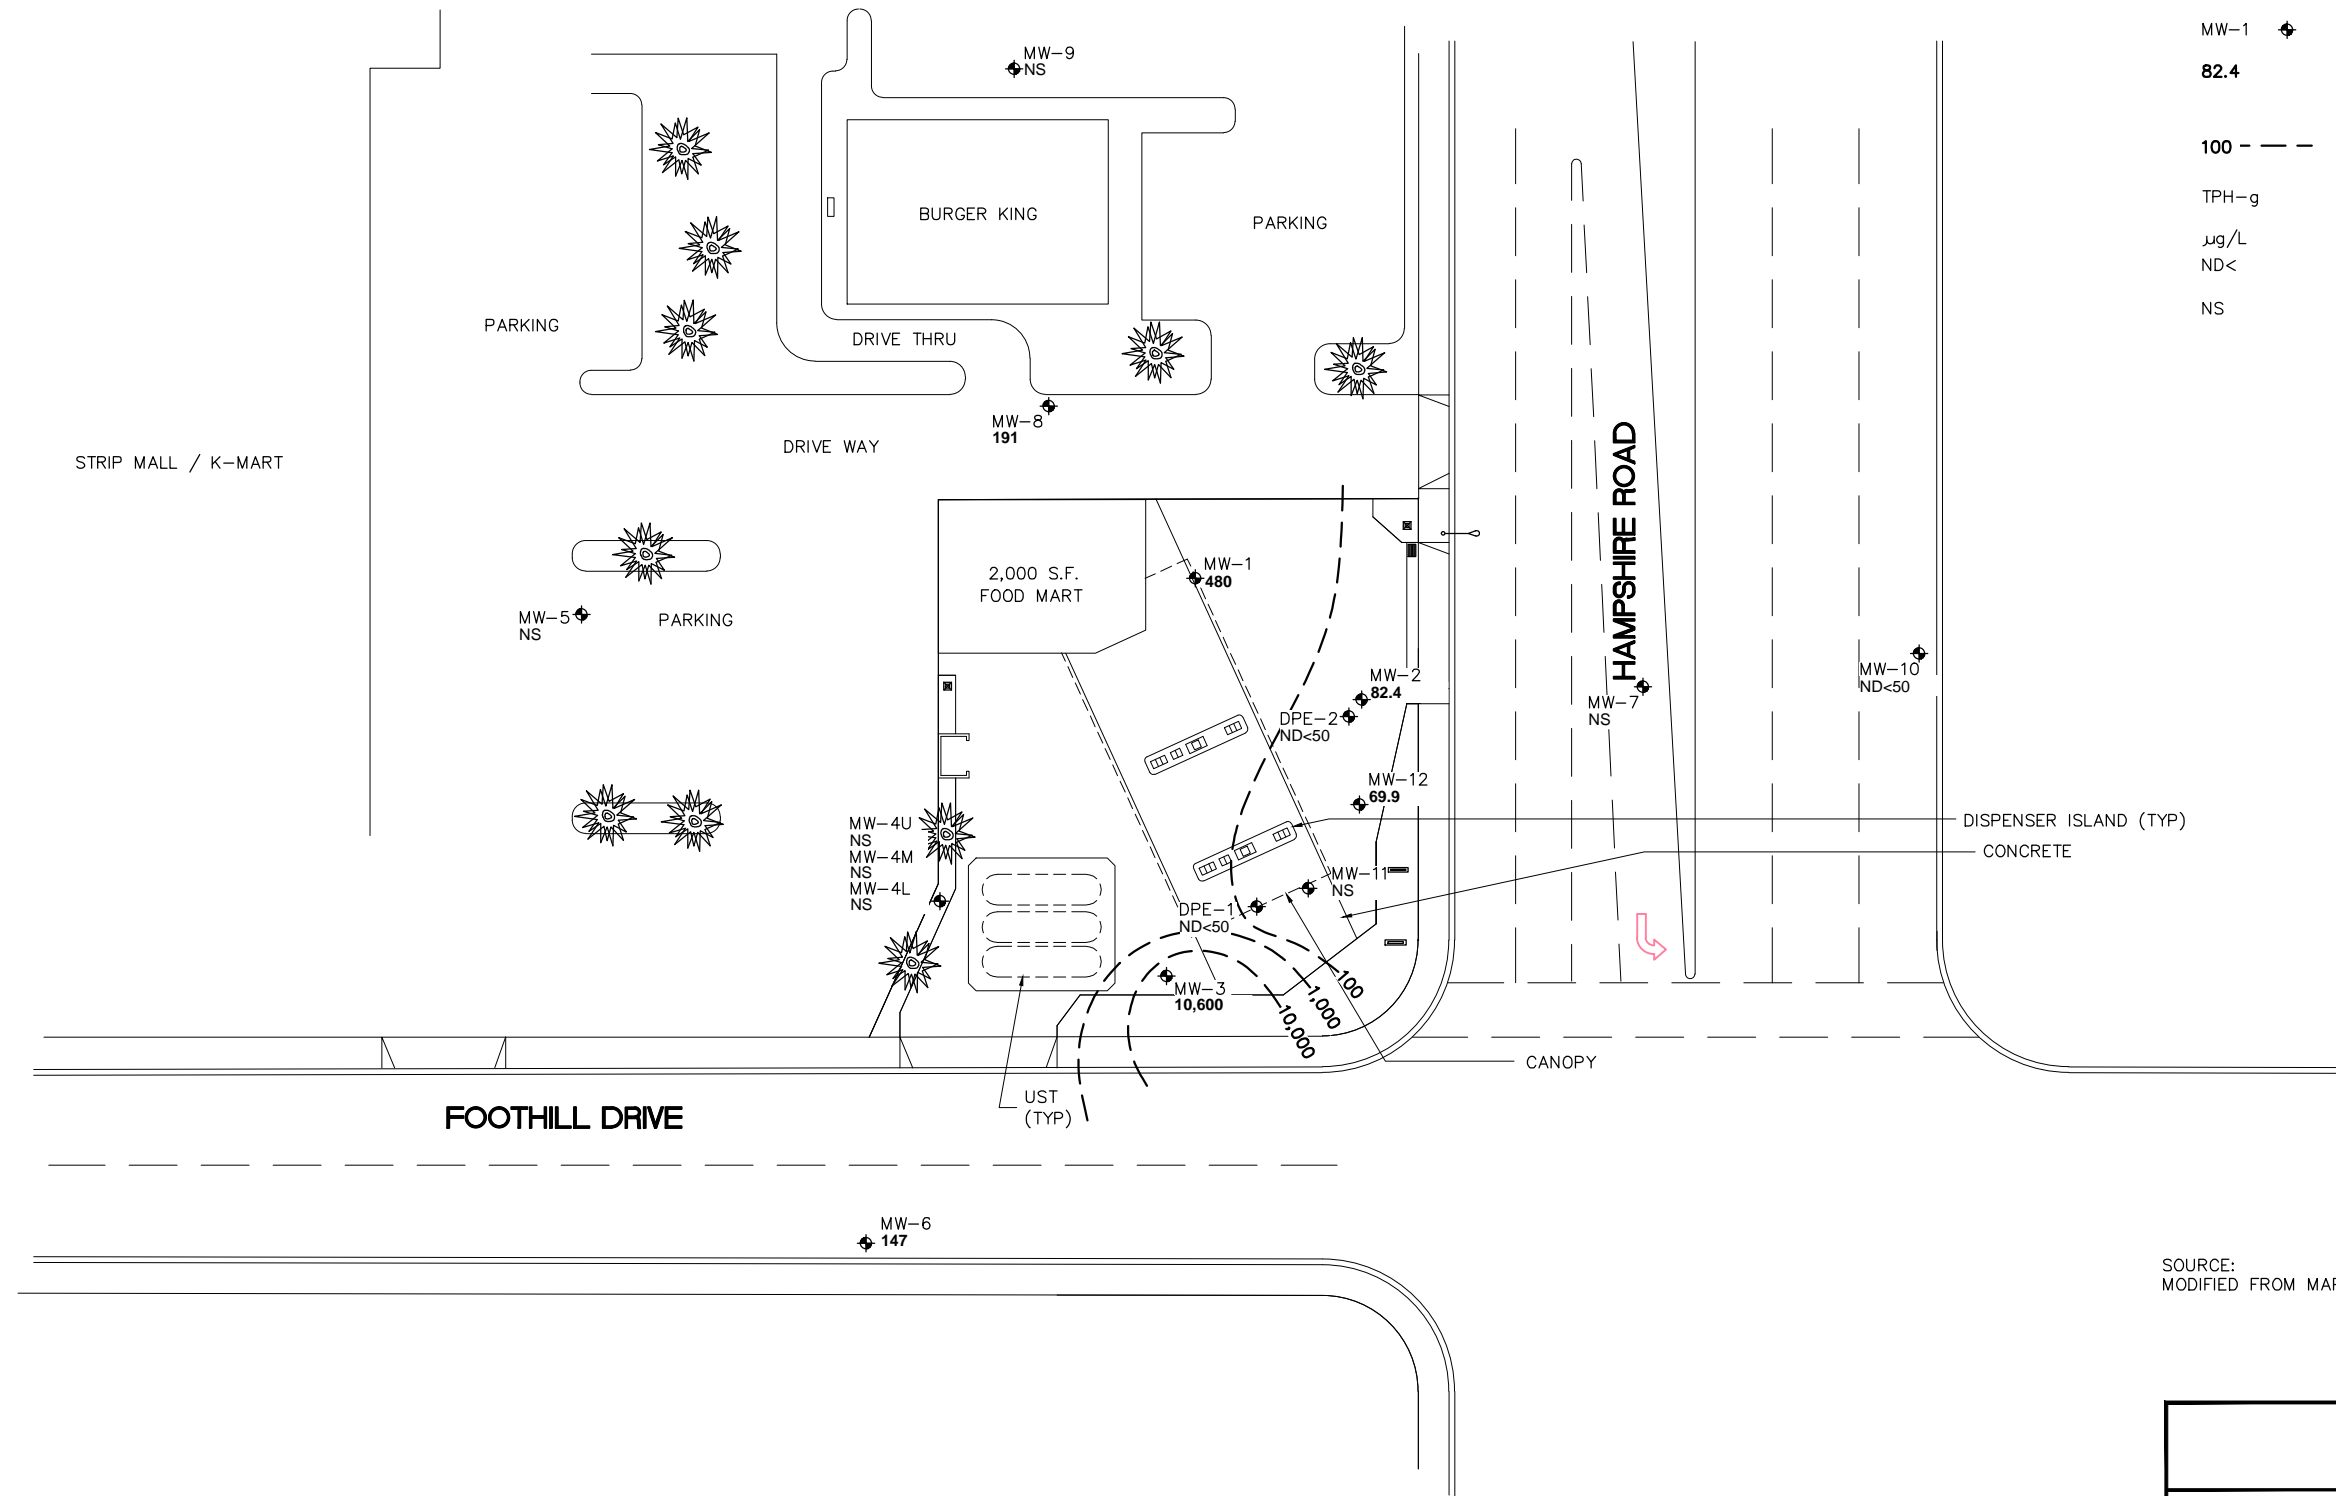 MW-1
82.4
100
TPH-g
µg/L
ND<
NS
MW-9
NS
BURGER KING
PARKING
PARKING
DRIVE THRU
MW-8
191
DRIVE WAY
STRIP MALL / K-MART
HAMPSHIRE ROAD
2,000 S.F.
FOOD MART
MW-1
480
MW-5
NS
PARKING
MW-2
82.4
DPE-2
ND<50
MW-10
ND<50
MW-7
NS
MW-12
69.9
MW-4U
NS
MW-4M
NS
MW-4L
NS
DISPENSER ISLAND (TYP)
CONCRETE
MW-11
NS
DPE-1
ND<50
MW-3
10,600
100
1,000
10,000
CANOPY
UST
(TYP)
FOOTHILL DRIVE
MW-6
147
SOURCE:
MODIFIED FROM